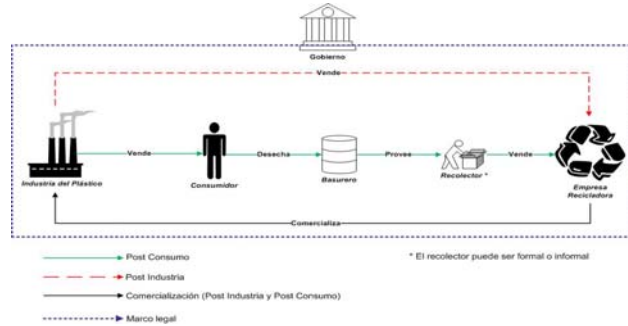 Gobierno
Vende
Vende
Desecha
Provee
Vende
Industria del Plástico
Consumidor
Basurero
Recolector *
Empresa
Recicladora
Comercializa
Post Consumo
* El recolector puede ser formal o informal
Post Industria
Comercialización (Post Industria y Post Consumo)
Marco legal